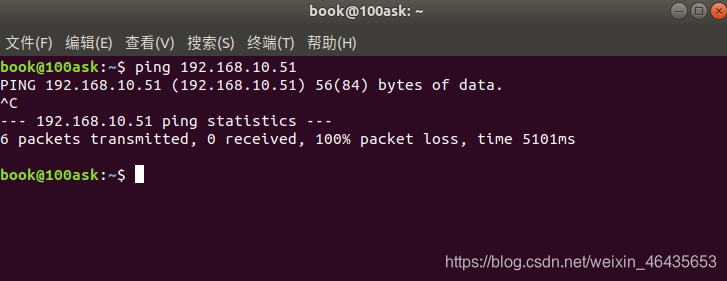 book@100ask: ~
文件(F) 编辑(E) 查看(V) 搜索(S) 终端(T) 帮助(H)
book@100ask:~$ ping 192.168.10.51
PING 192.168.10.51 (192.168.10.51) 56(84) bytes of data.
^C
--- 192.168.10.51 ping statistics ---
6 packets transmitted, 0 received, 100% packet loss, time 5101ms
book@100ask:~$
https://blog.csdn.net/weixin_46435653